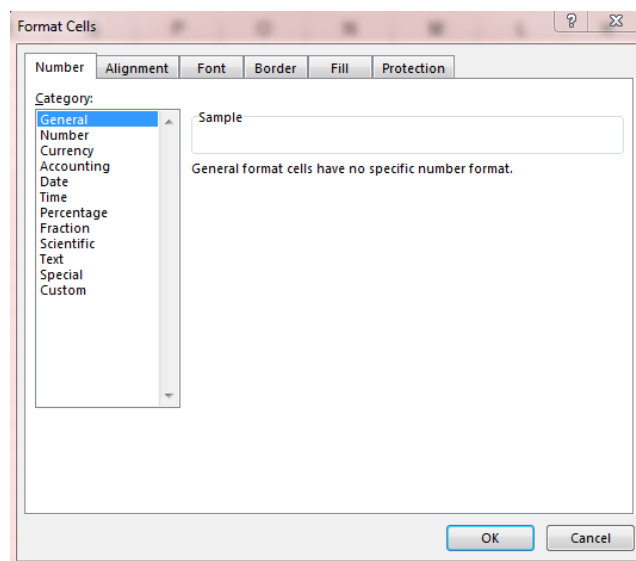 Format Cells
P O N M L
Number Alignment Font Border Fill Protection
Category:
General
Number
Currency
Accounting
Date
Time
Percentage
Fraction
Scientific
Text
Special
Custom
Sample
General format cells have no specific number format.
OK Cancel